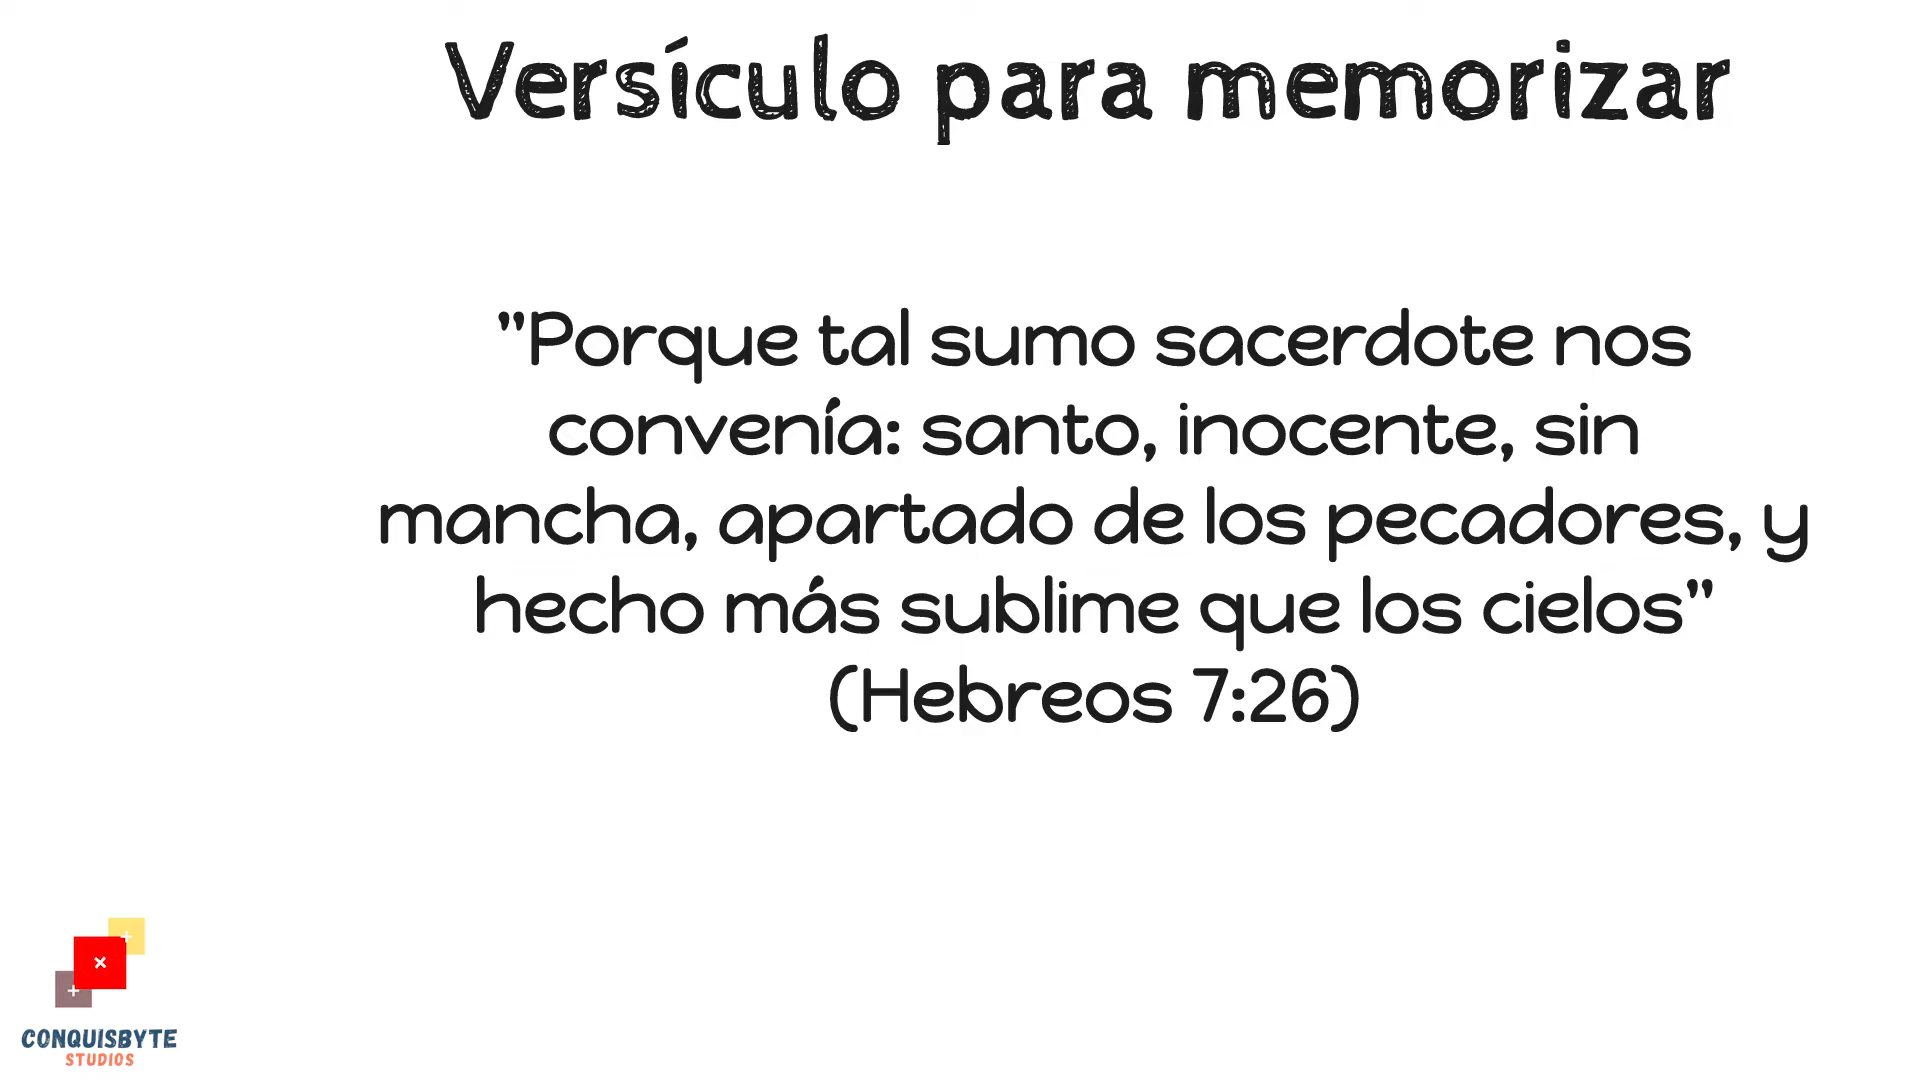 Versículo para memorizar
"Porque tal sumo sacerdote nos
convenía: santo, inocente, sin
mancha, apartado de los pecadores, y
hecho más sublime que los cielos"
(Hebreos 7:26)
+
×
+
CONQUISBYTE
STUDIOS